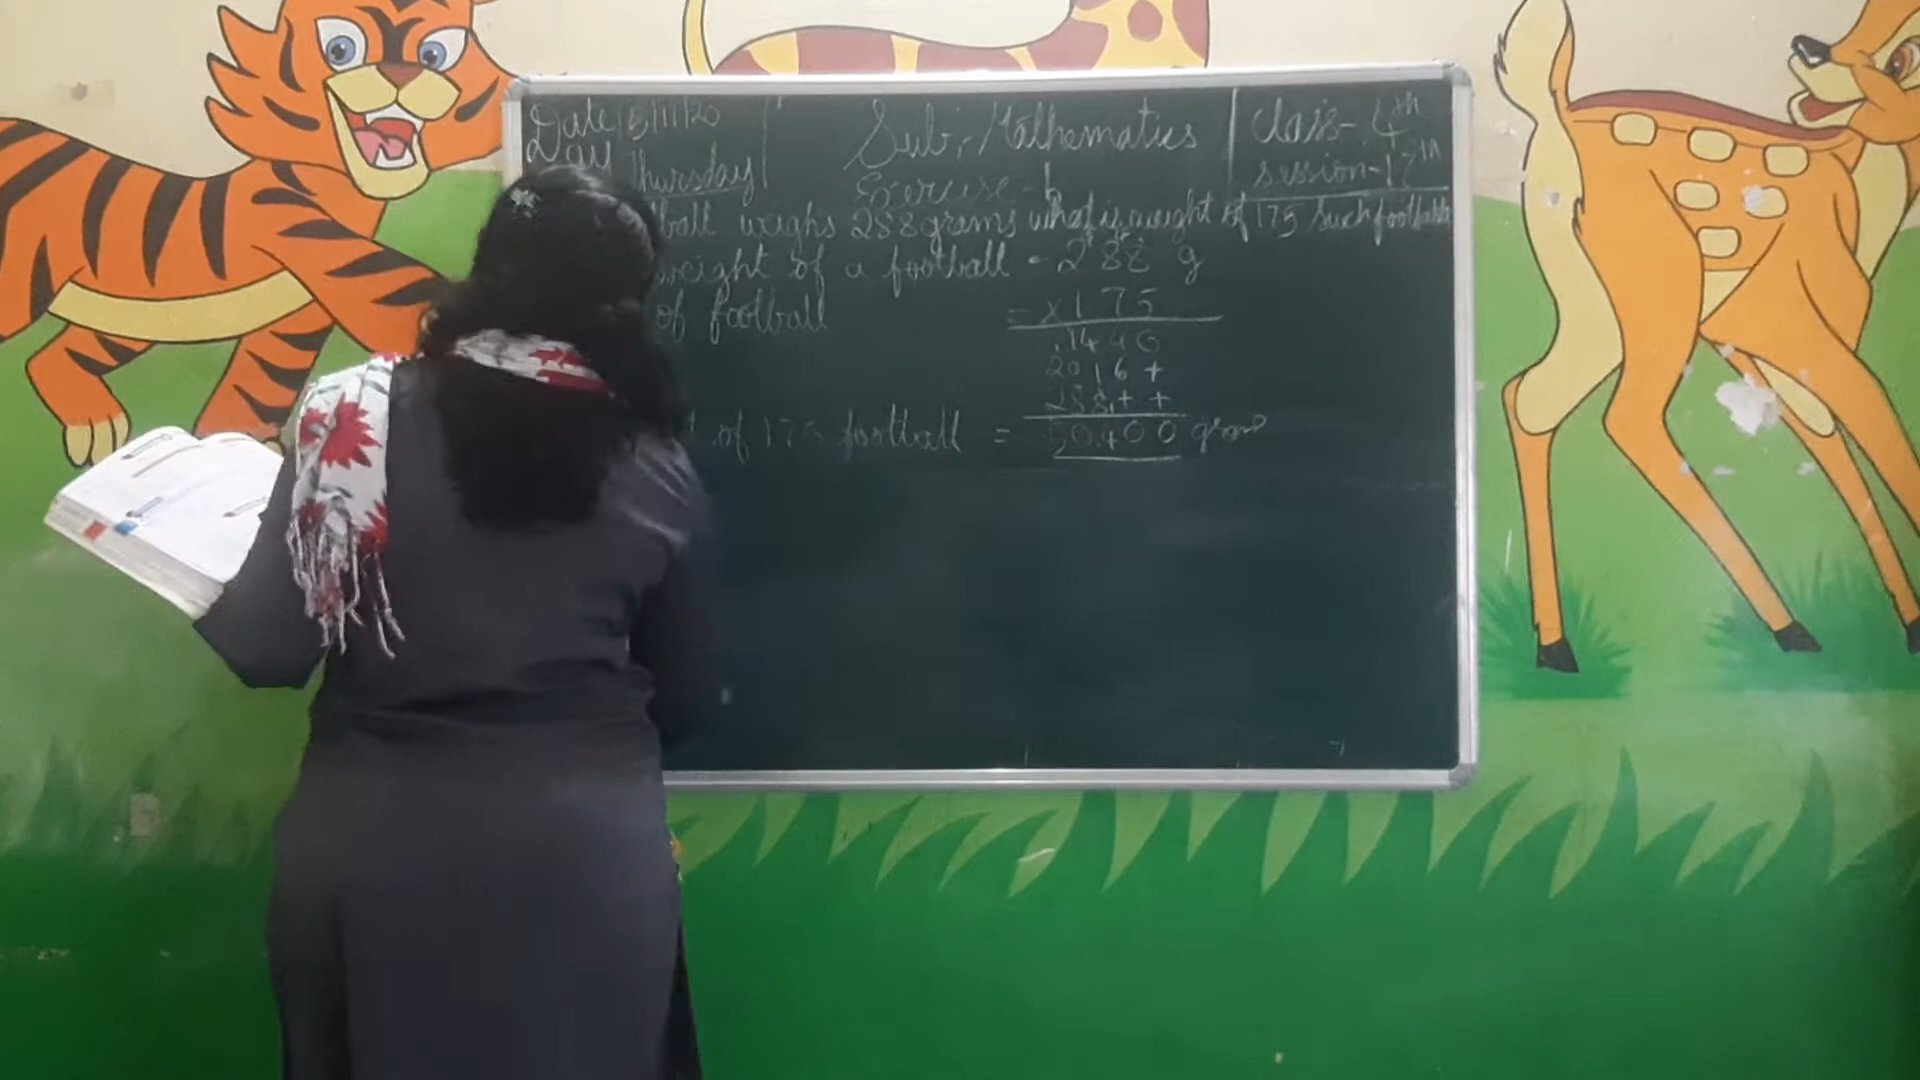 Date 5/11/20
Sub:- Mathematics
Class- 4th
Day Thursday
Exercise-
session-17th
ball weighs 288 grams what is weight of 175 such footballs
weight of a football - 288 g
of football = x 175
1440
2016+
288++
of 175 football = 50400 grams